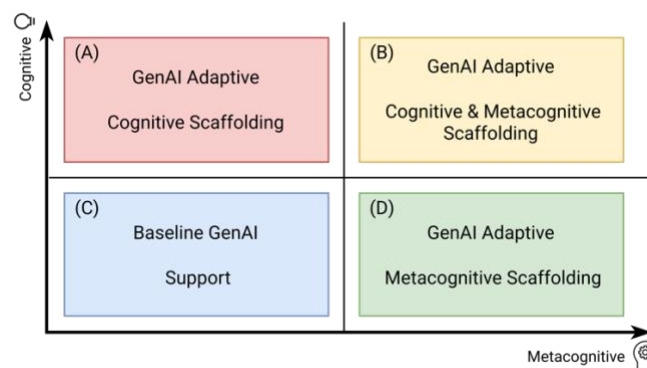 Cognitive
(A)
GenAI Adaptive
Cognitive Scaffolding
(B)
GenAI Adaptive
Cognitive & Metacognitive
Scaffolding
(C)
Baseline GenAI
Support
(D)
GenAI Adaptive
Metacognitive Scaffolding
Metacognitive